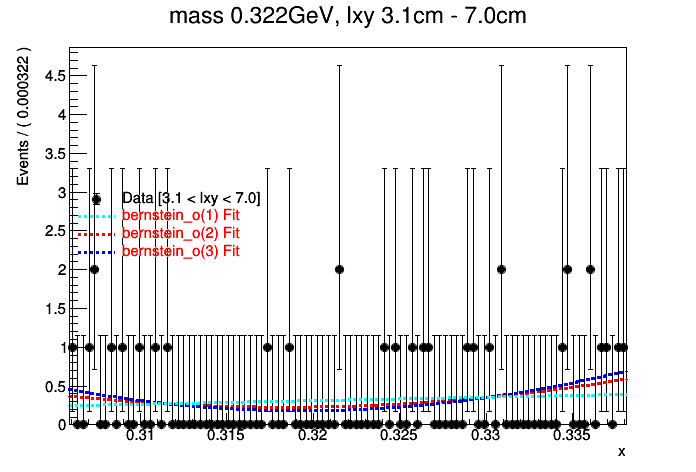 mass 0.322GeV, lxy 3.1cm - 7.0cm
Events / ( 0.000322 )
4.5
4
3.5
3
2.5
2
1.5
1
0.5
0
Data [3.1 < lxy < 7.0]
bernstein_o(1) Fit
bernstein_o(2) Fit
bernstein_o(3) Fit
0.31 0.315 0.32 0.325 0.33 0.335
x